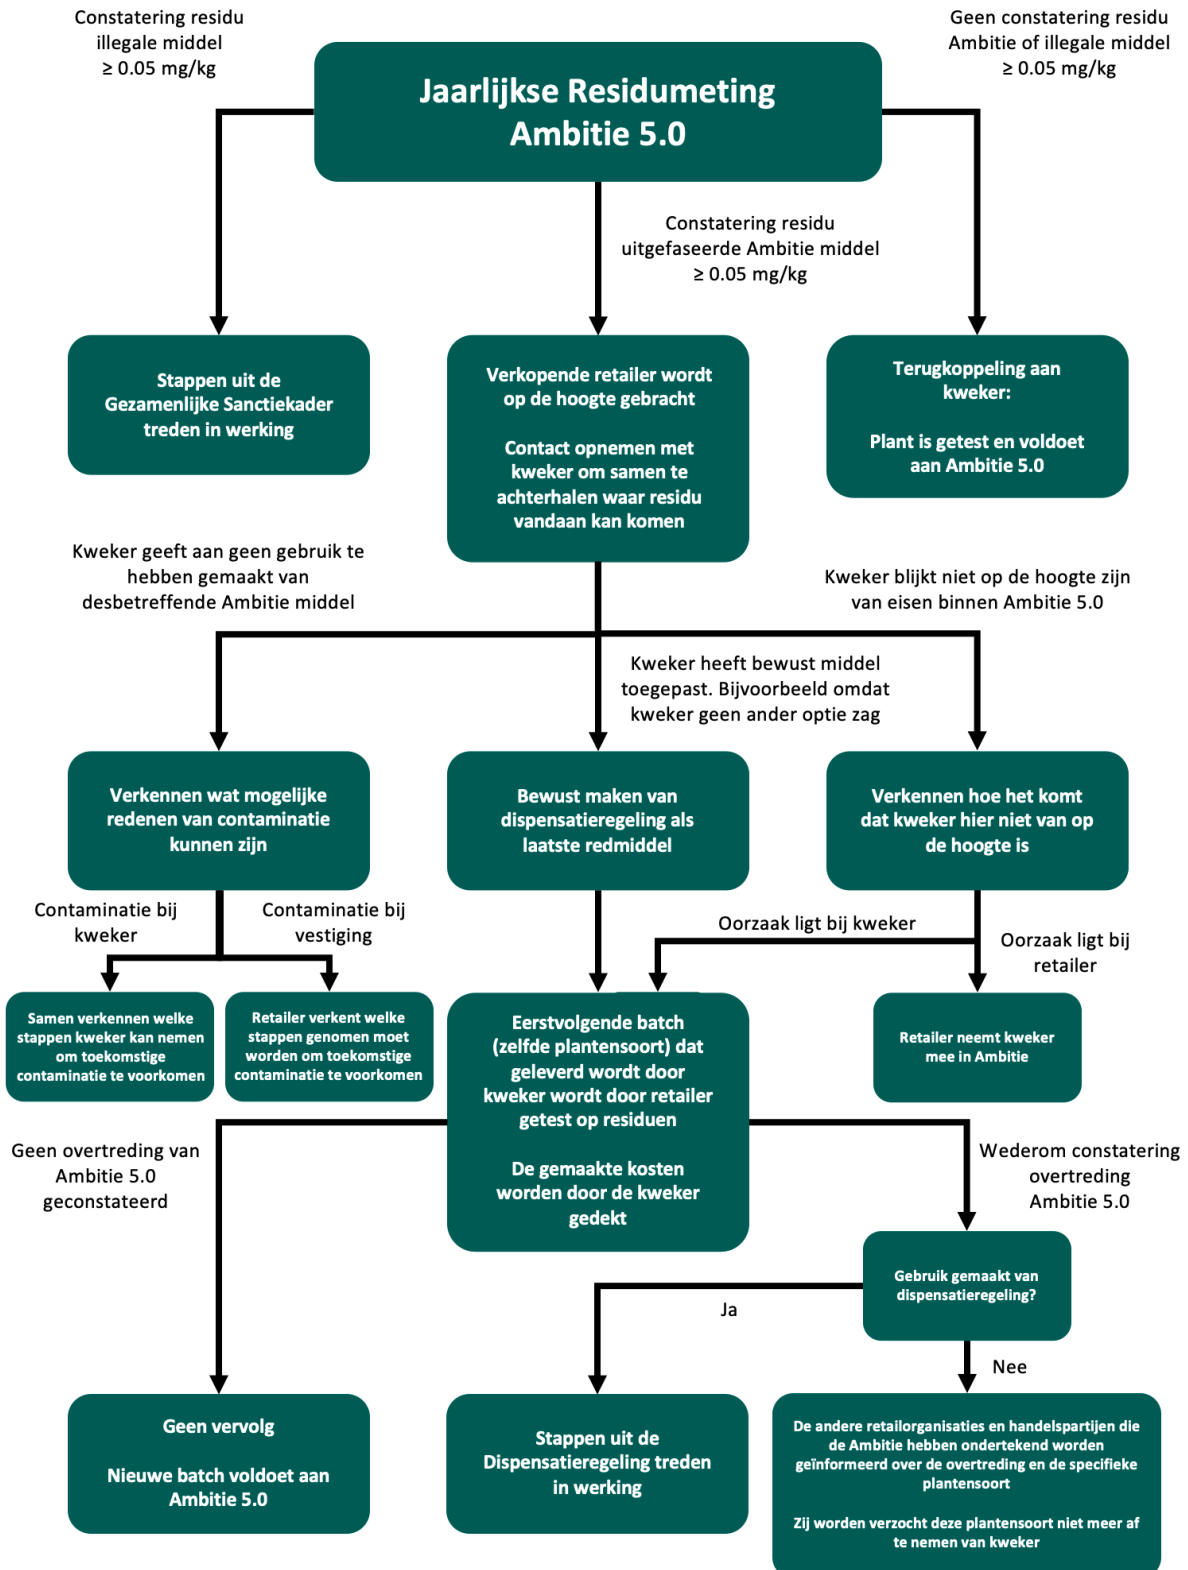 Constatering residu
illegale middel
≥ 0.05 mg/kg
Geen constatering residu
Ambitie of illegale middel
≥ 0.05 mg/kg
Jaarlijkse Residumeting
Ambitie 5.0
Constatering residu
uitgefaseerde Ambitie middel
≥ 0.05 mg/kg
Stappen uit de
Gezamenlijke Sanctiekader
treden in werking
Verkopende retailer wordt
op de hoogte gebracht
Contact opnemen met
kweker om samen te
achterhalen waar residu
vandaan kan komen
Terugkoppeling aan
kweker:
Plant is getest en voldoet
aan Ambitie 5.0
Kweker geeft aan geen gebruik te
hebben gemaakt van
desbetreffende Ambitie middel
Kweker blijkt niet op de hoogte zijn
van eisen binnen Ambitie 5.0
Kweker heeft bewust middel
toegepast. Bijvoorbeeld omdat
kweker geen ander optie zag
Verkennen wat mogelijke
redenen van contaminatie
kunnen zijn
Bewust maken van
dispensatieregeling als
laatste redmiddel
Verkennen hoe het komt
dat kweker hier niet van op
de hoogte is
Contaminatie bij
kweker
Contaminatie bij
vestiging
Oorzaak ligt bij kweker
Oorzaak ligt bij
retailer
Samen verkennen welke
stappen kweker kan nemen
om toekomstige
contaminatie te voorkomen
Retailer verkent welke
stappen genomen moet
worden om toekomstige
contaminatie te voorkomen
Eerstvolgende batch
(zelfde plantensoort) dat
geleverd wordt door
kweker wordt door retailer
getest op residuen
De gemaakte kosten
worden door de kweker
gedekt
Retailer neemt kweker
mee in Ambitie
Geen overtreding van
Ambitie 5.0
geconstateerd
Wederom constatering
overtreding
Ambitie 5.0
Gebruik gemaakt van
dispensatieregeling?
Ja
Nee
Geen vervolg
Nieuwe batch voldoet aan
Ambitie 5.0
Stappen uit de
Dispensatieregeling treden
in werking
De andere retailorganisaties en handelspartijen die
de Ambitie hebben ondertekend worden
geïnformeerd over de overtreding en de specifieke
plantensoort
Zij worden verzocht deze plantensoort niet meer af
te nemen van kweker